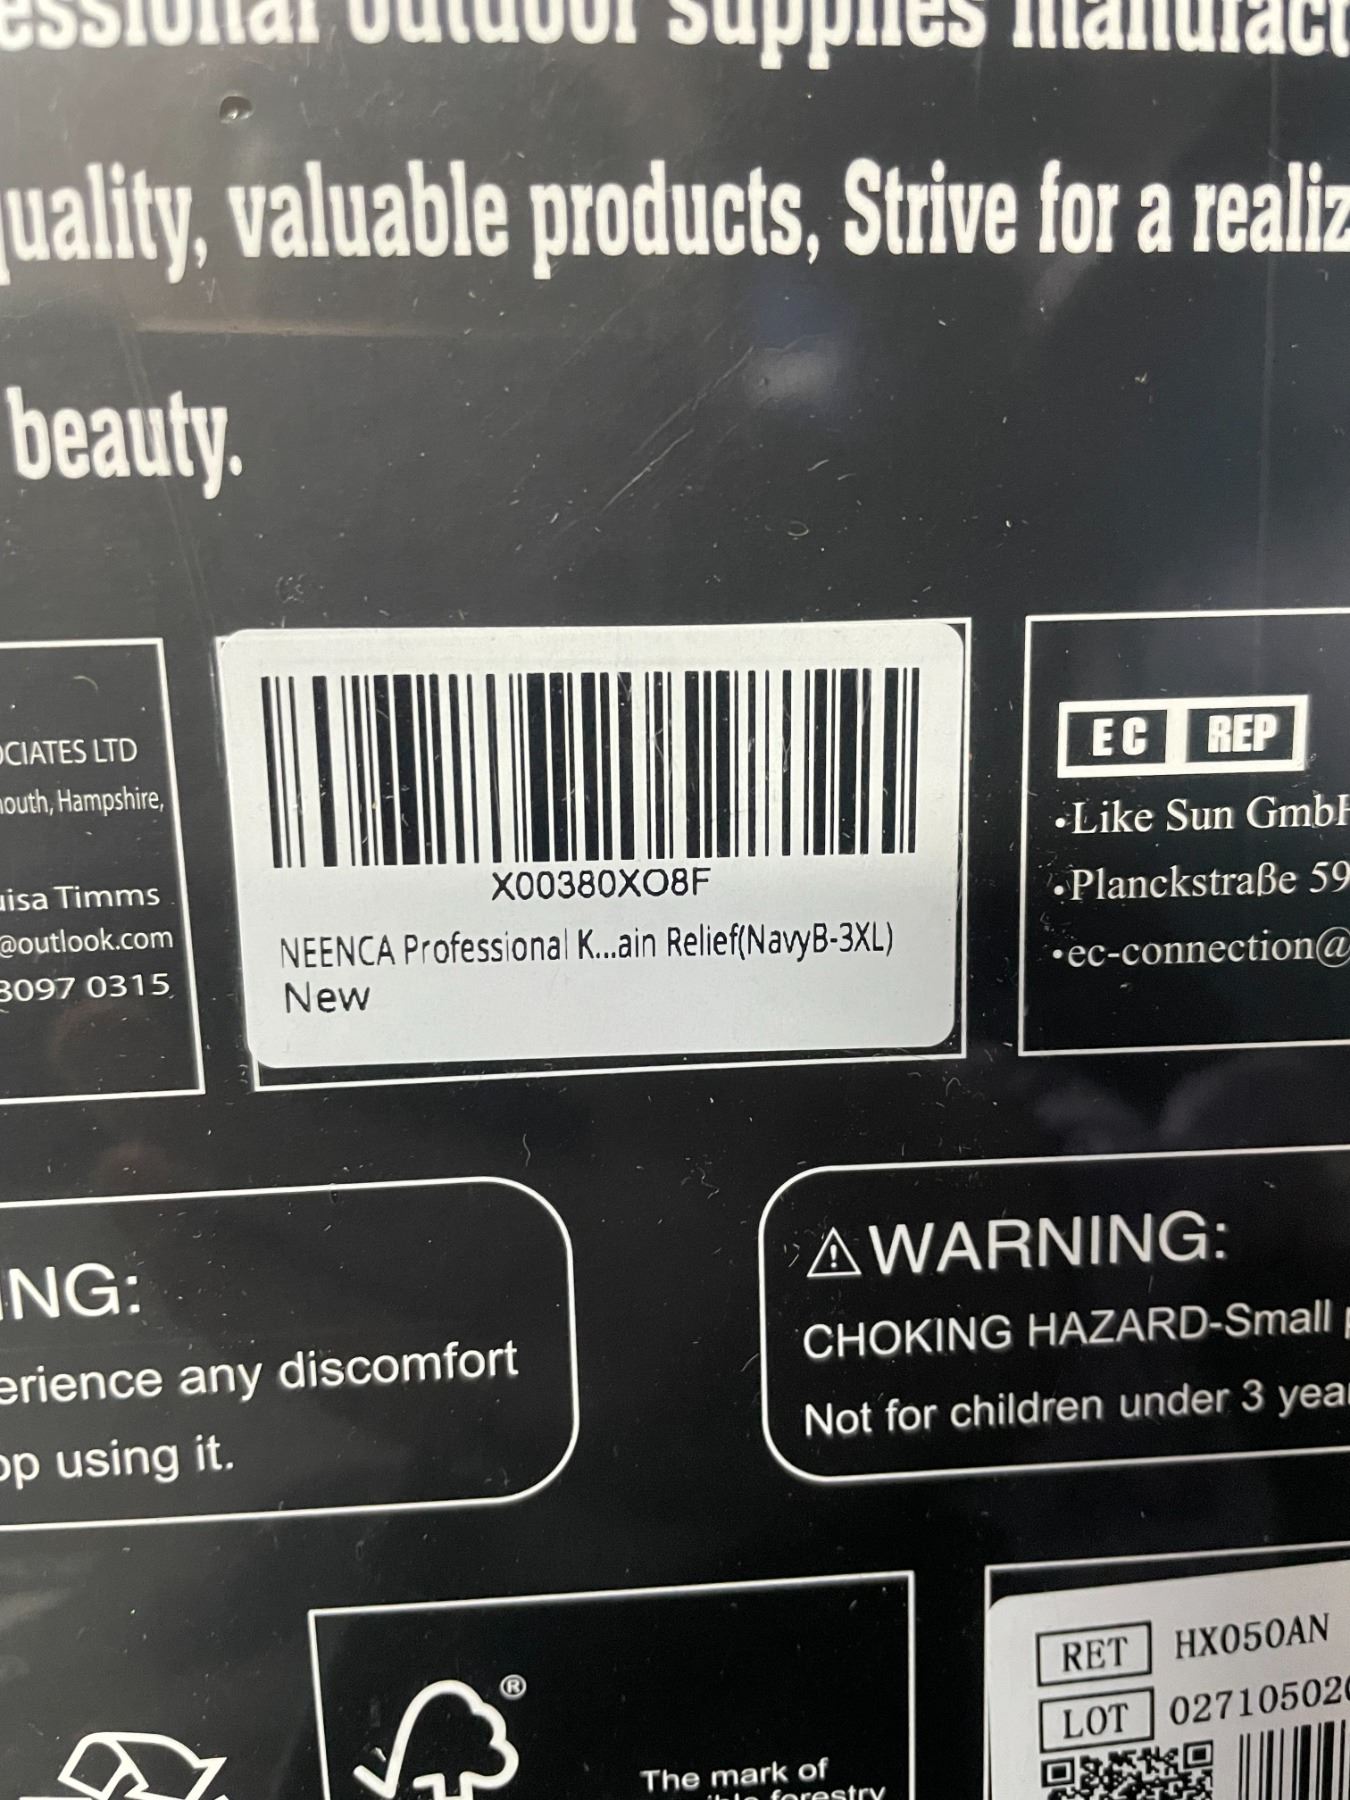 essional outdoor supplies manufact
quality, valuable products, Strive for a realiz
beauty.
OCIATES LTD
outh, Hampshire,
uisa Timms
@outlook.com
3097 0315
X00380XO8F
NEENCA Professional K...ain Relief(NavyB-3XL)
New
EC REP
•Like Sun GmbH
•Planckstraße 59
•ec-connection@
ING:
erience any discomfort
op using it.
⚠WARNING:
CHOKING HAZARD-Small p
Not for children under 3 year
®
The mark of
forestry
RET HX050AN
LOT 02710502